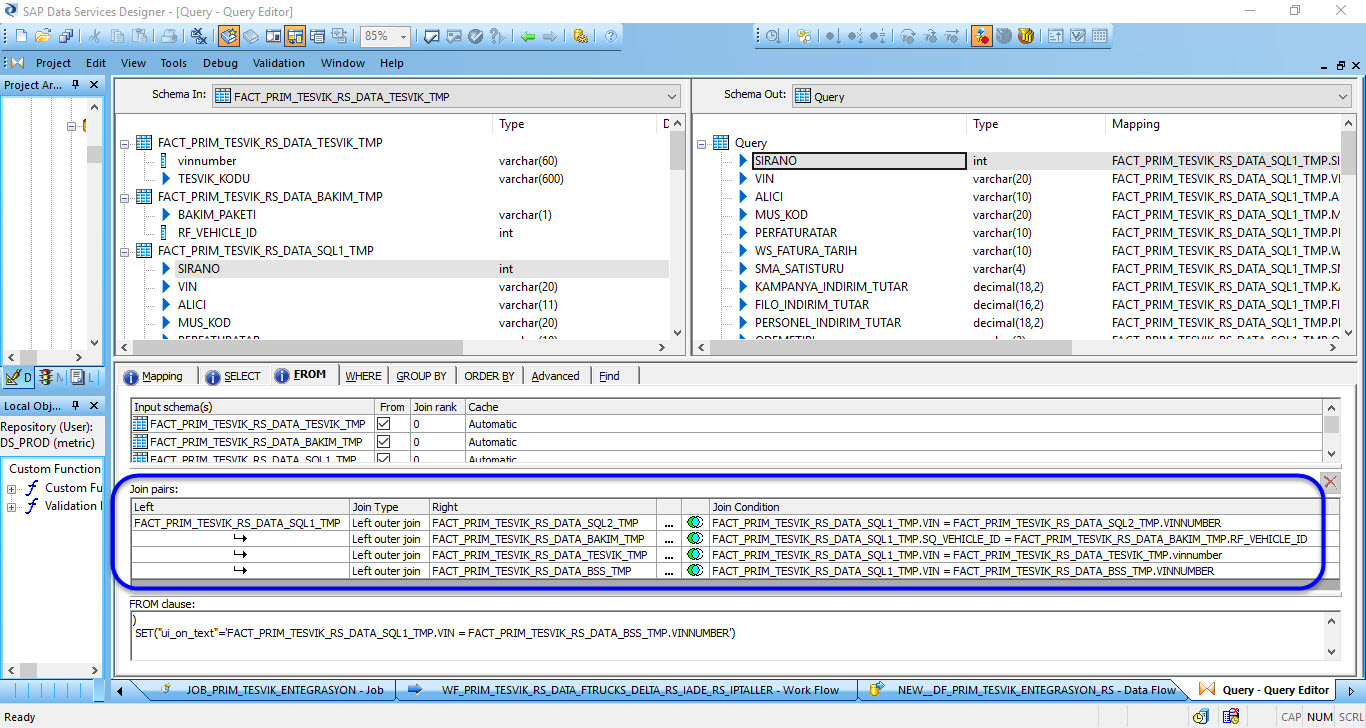 SAP Data Services Designer - [Query - Query Editor]
85%
Project Edit View Tools Debug Validation Window Help
Project Ar...
D M L
Local Obj...
Repository (User):
DS_PROD (metric)
Custom Function
Custom Fu
Validation
Schema In: FACT_PRIM_TESVIK_RS_DATA_TESVIK_TMP
Type D
FACT_PRIM_TESVIK_RS_DATA_TESVIK_TMP
vinnumber varchar(60)
TESVIK_KODU varchar(600)
FACT_PRIM_TESVIK_RS_DATA_BAKIM_TMP
BAKIM_PAKETI varchar(1)
RF_VEHICLE_ID int
FACT_PRIM_TESVIK_RS_DATA_SQL1_TMP
SIRANO int
VIN varchar(20)
ALICI varchar(11)
MUS_KOD varchar(20)
PERFATURATAR varchar(10)
Schema Out: Query
Type Mapping
Query
SIRANO int FACT_PRIM_TESVIK_RS_DATA_SQL1_TMP.SI
VIN varchar(20) FACT_PRIM_TESVIK_RS_DATA_SQL1_TMP.VI
ALICI varchar(10) FACT_PRIM_TESVIK_RS_DATA_SQL1_TMP.A
MUS_KOD varchar(20) FACT_PRIM_TESVIK_RS_DATA_SQL1_TMP.M
PERFATURATAR varchar(10) FACT_PRIM_TESVIK_RS_DATA_SQL1_TMP.PI
WS_FATURA_TARIH varchar(10) FACT_PRIM_TESVIK_RS_DATA_SQL1_TMP.W
SMA_SATISTURU varchar(4) FACT_PRIM_TESVIK_RS_DATA_SQL1_TMP.SI
KAMPANYA_INDIRIM_TUTAR decimal(18,2) FACT_PRIM_TESVIK_RS_DATA_SQL1_TMP.KA
FILO_INDIRIM_TUTAR decimal(16,2) FACT_PRIM_TESVIK_RS_DATA_SQL1_TMP.FI
PERSONEL_INDIRIM_TUTAR decimal(18,2) FACT_PRIM_TESVIK_RS_DATA_SQL1_TMP.PI
Mapping SELECT FROM WHERE GROUP BY ORDER BY Advanced Find
Input schema(s) From Join rank Cache
FACT_PRIM_TESVIK_RS_DATA_TESVIK_TMP 0 Automatic
FACT_PRIM_TESVIK_RS_DATA_BAKIM_TMP 0 Automatic
FACT_PRIM_TESVIK_RS_DATA_SQL1_TMP 0 Automatic
Join pairs:
Left Join Type Right Join Condition
FACT_PRIM_TESVIK_RS_DATA_SQL1_TMP Left outer join FACT_PRIM_TESVIK_RS_DATA_SQL2_TMP ... FACT_PRIM_TESVIK_RS_DATA_SQL1_TMP.VIN = FACT_PRIM_TESVIK_RS_DATA_SQL2_TMP.VINNUMBER
Left outer join FACT_PRIM_TESVIK_RS_DATA_BAKIM_TMP ... FACT_PRIM_TESVIK_RS_DATA_SQL1_TMP.SQ_VEHICLE_ID = FACT_PRIM_TESVIK_RS_DATA_BAKIM_TMP.RF_VEHICLE_ID
Left outer join FACT_PRIM_TESVIK_RS_DATA_TESVIK_TMP ... FACT_PRIM_TESVIK_RS_DATA_SQL1_TMP.VIN = FACT_PRIM_TESVIK_RS_DATA_TESVIK_TMP.vinnumber
Left outer join FACT_PRIM_TESVIK_RS_DATA_BSS_TMP ... FACT_PRIM_TESVIK_RS_DATA_SQL1_TMP.VIN = FACT_PRIM_TESVIK_RS_DATA_BSS_TMP.VINNUMBER
FROM clause:
)
SET("ui_on_text"='FACT_PRIM_TESVIK_RS_DATA_SQL1_TMP.VIN = FACT_PRIM_TESVIK_RS_DATA_BSS_TMP.VINNUMBER')
JOB_PRIM_TESVIK_ENTEGRASYON - Job WF_PRIM_TESVIK_RS_DATA_FTRUCKS_DELTA_RS_IADE_RS_IPTALLER - Work Flow NEW__DF_PRIM_TESVIK_ENTEGRASYON_RS - Data Flow Query - Query Editor
Ready CAP NUM SCRL